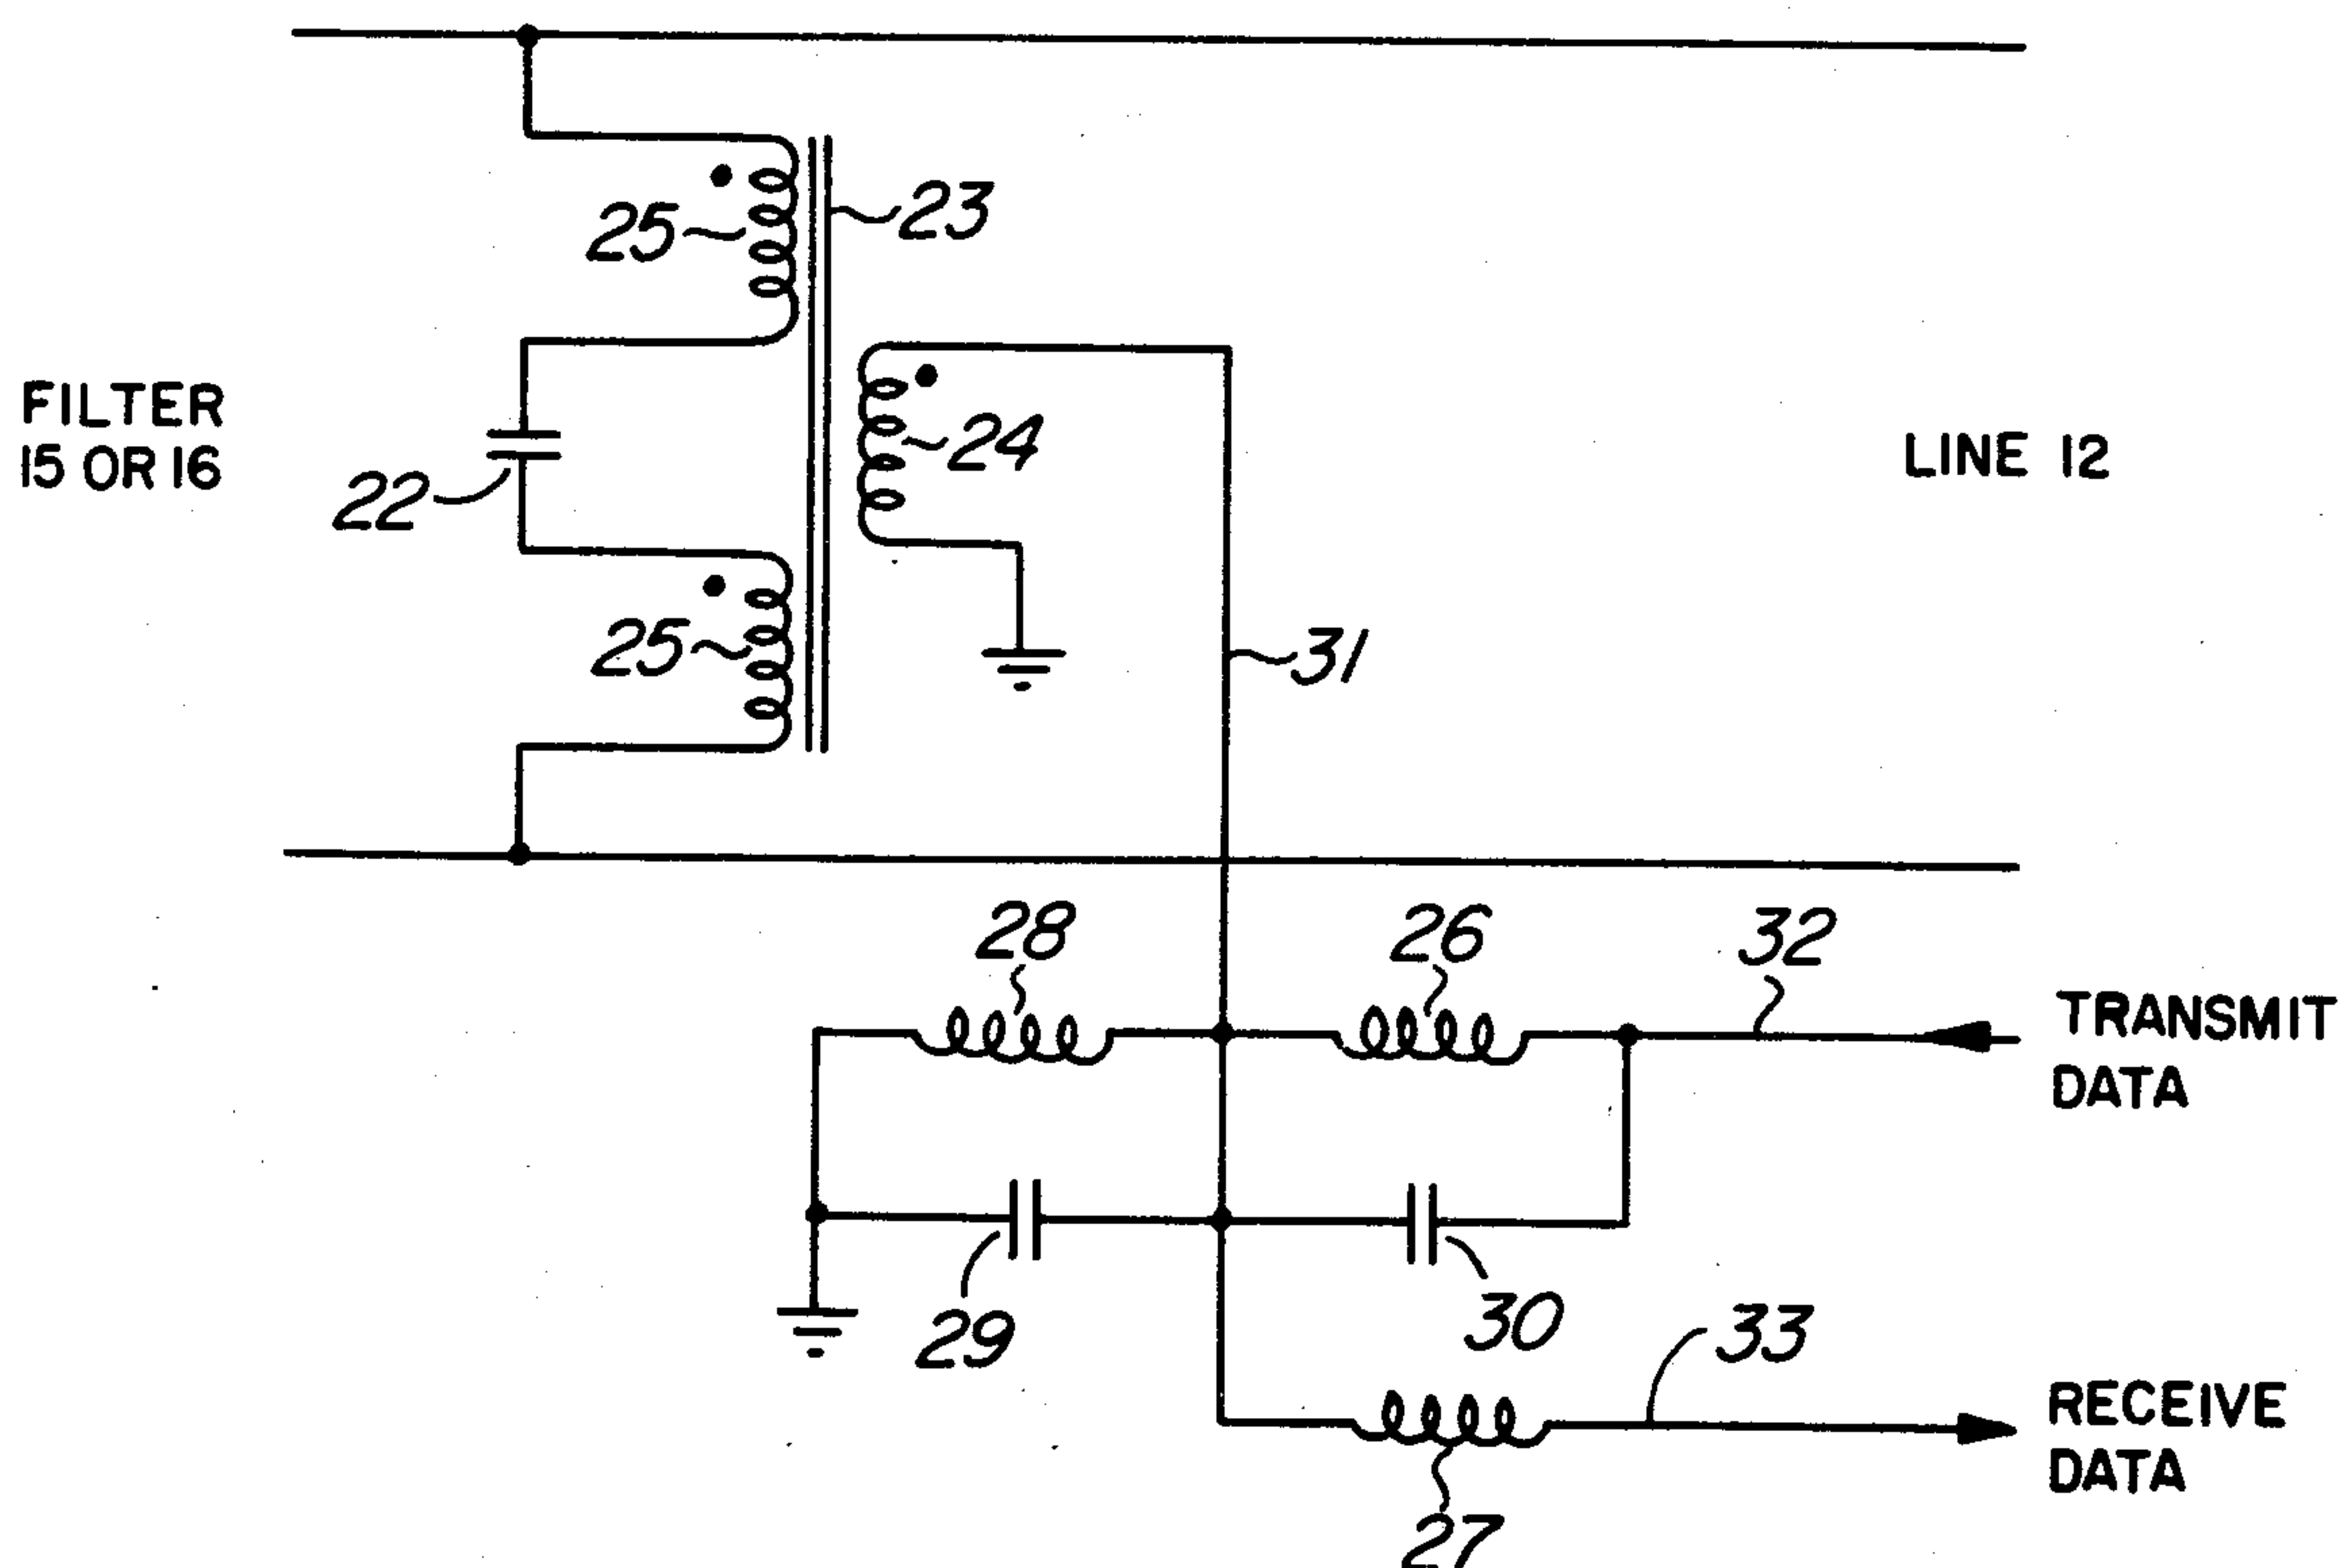 23
25
FILTER
15 OR 16
24
LINE 12
22
25
31
28
26
32
TRANSMIT
DATA
29
30
33
RECEIVE
DATA
27